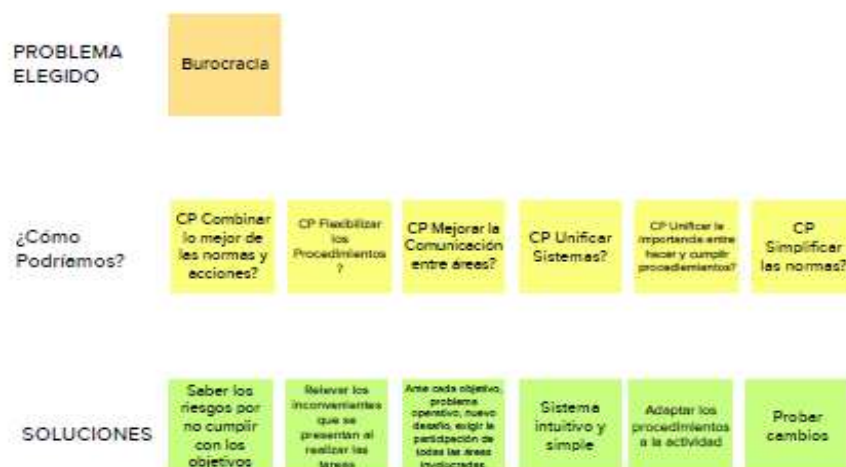 PROBLEMA
ELEGIDO
Burocracia
¿Cómo
Podríamos?
CP Combinar
lo mejor de
las normas y
acciones?
CP Flexibilizar
los
Procedimientos
?
CP Mejorar la
Comunicación
entre áreas?
CP Unificar
Sistemas?
CP Unificar la
importancia entre
hacer y cumplir
procedimientos?
CP
Simplificar
las normas?
SOLUCIONES
Saber los
riesgos por
no cumplir
con los
objetivos
Relevar los
inconvenientes
que se
presentan al
realizar las
tareas
Ante cada objetivo,
problema
operativo, nuevo
desafío, exigir la
participación de
todas las áreas
involucradas
Sistema
intuitivo y
simple
Adaptar los
procedimientos
a la actividad
Probar
cambios